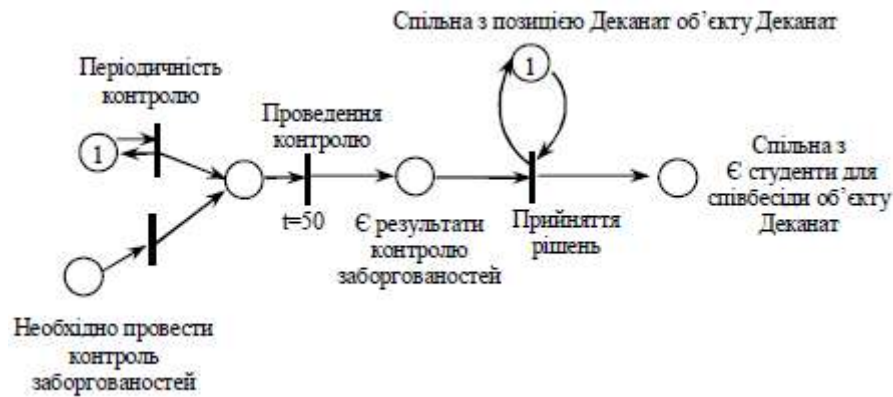 Спільна з позицією Деканат об’єкту Деканат
1
Періодичність
контролю
1
Проведення
контролю
t=50
Є результати
контролю
заборгованостей
Прийняття
рішень
Спільна з
Є студенти для
співбесіди об’єкту
Деканат
Необхідно провести
контроль
заборгованостей